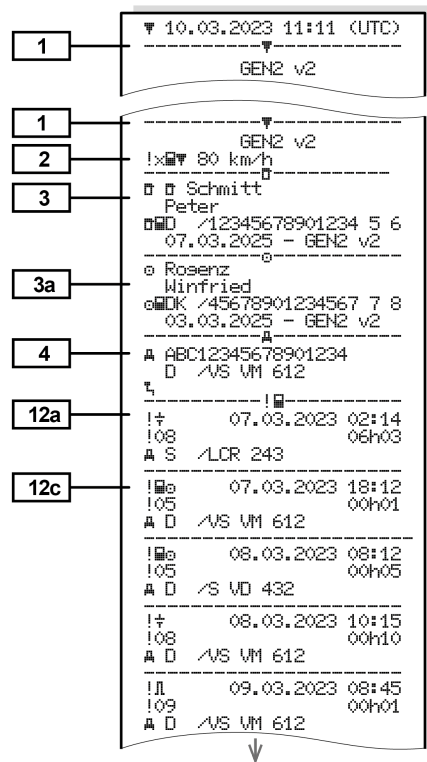 ▼ 10.03.2023 11:11 (UTC)
1
--------------▼--------------
GEN2 v2
1
--------------▼--------------
GEN2 v2
2
!x▼ 80 km/h
3
Schmitt
Peter
D /12345678901234 5 6
07.03.2025 - GEN2 v2
3a
Rogenz
Winfried
DK /45678901234567 7 8
03.03.2025 - GEN2 v2
4
A ABC12345678901234
D /VS VM 612
12a
! 07.03.2023 02:14
!08 06h03
A S /LCR 243
12c
! 07.03.2023 18:12
!05 00h01
A D /VS VM 612
! 08.03.2023 08:12
!05 00h05
A D /S VD 432
! 08.03.2023 10:15
!08 00h10
A D /VS VM 612
! 09.03.2023 08:45
!09 00h01
A D /VS VM 612